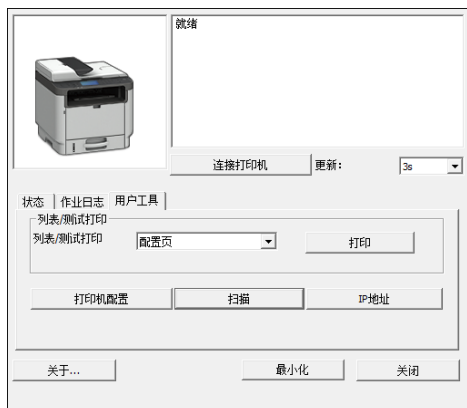 就绪
连接打印机 更新： 3s
状态 作业日志 用户工具
列表/测试打印
列表/测试打印 配置页 打印
打印机配置 扫描 IP地址
关于... 最小化 关闭